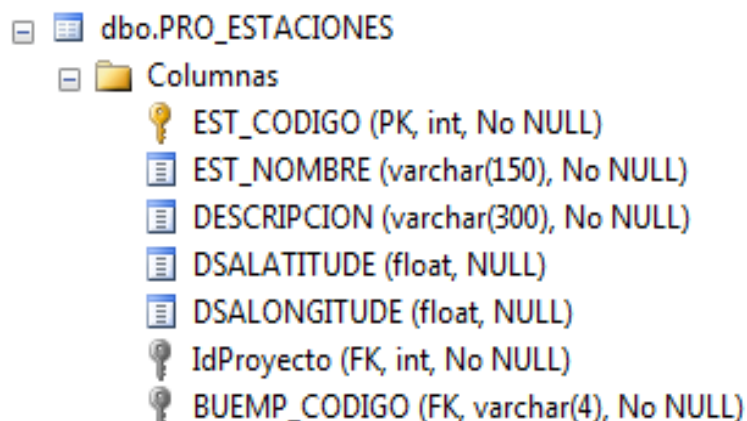 dbo.PRO_ESTACIONES
Columnas
EST_CODIGO (PK, int, No NULL)
EST_NOMBRE (varchar(150), No NULL)
DESCRIPCION (varchar(300), No NULL)
DSALATITUDE (float, NULL)
DSALONGITUDE (float, NULL)
IdProyecto (FK, int, No NULL)
BUEMP_CODIGO (FK, varchar(4), No NULL)